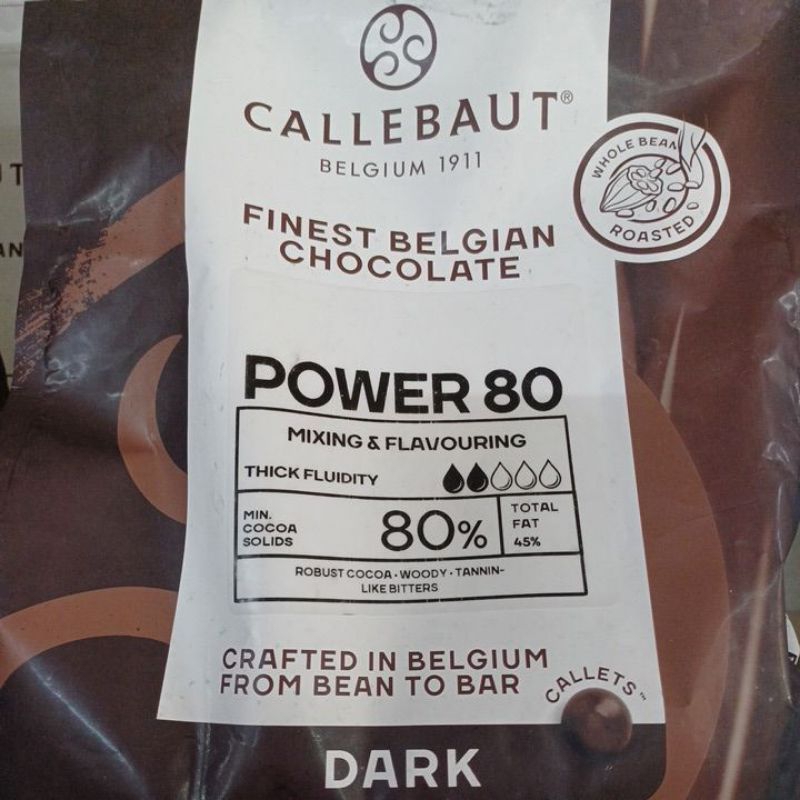 CALLEBAUT®
BELGIUM 1911
WHOLE BEAN
ROASTED
FINEST BELGIAN
CHOCOLATE
POWER 80
MIXING & FLAVOURING
THICK FLUIDITY
MIN.
COCOA
SOLIDS
80%
TOTAL
FAT
45%
ROBUST COCOA · WOODY · TANNIN-
LIKE BITTERS
CRAFTED IN BELGIUM
FROM BEAN TO BAR
CALLETS™
DARK